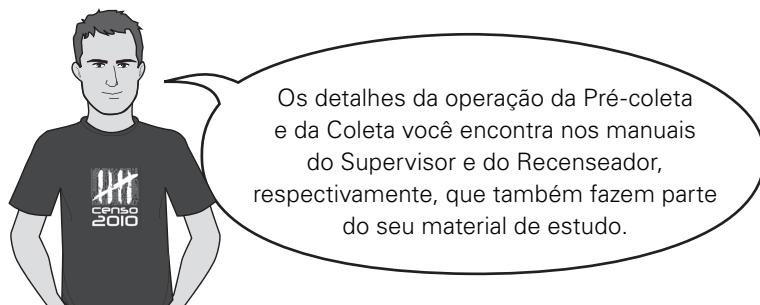 Os detalhes da operação da Pré-coleta
e da Coleta você encontra nos manuais
do Supervisor e do Recenseador,
respectivamente, que também fazem parte
do seu material de estudo.
censo
2010